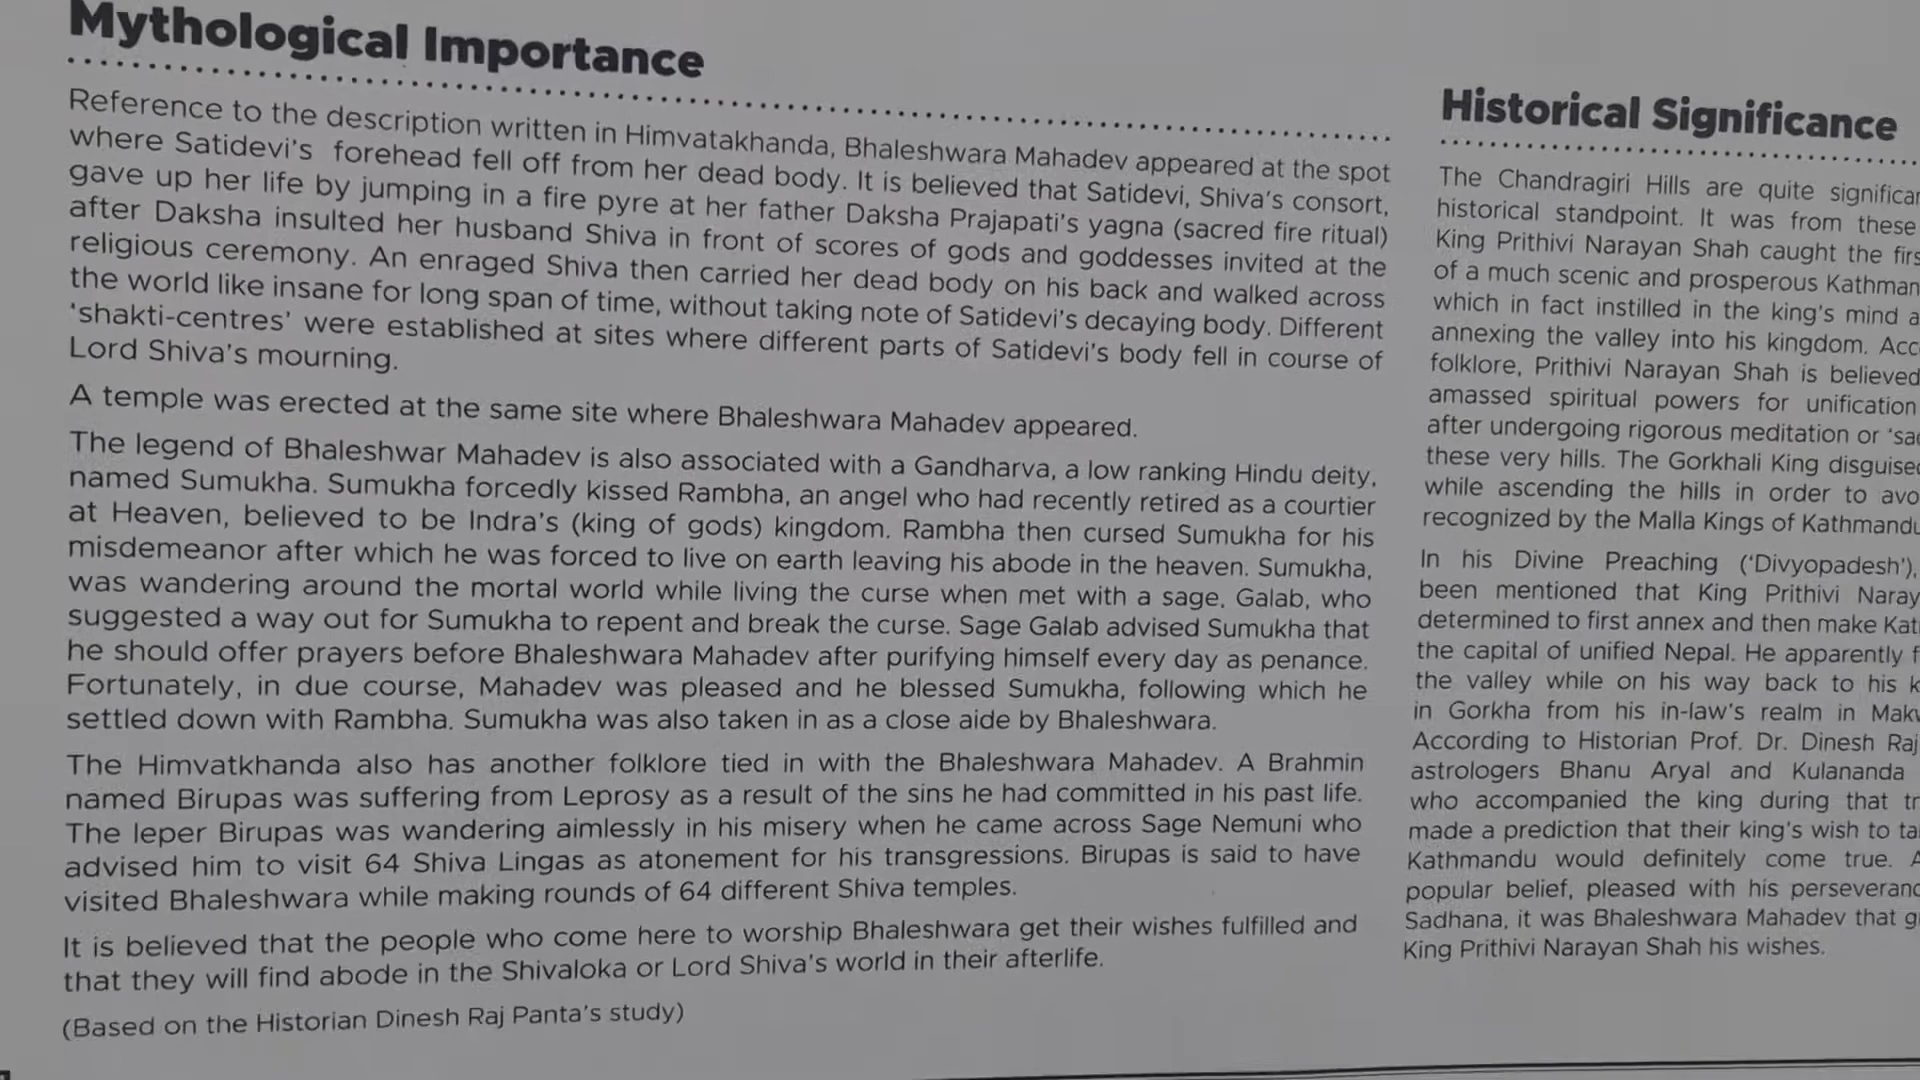 Mythological Importance
Reference to the description written in Himvatakhanda, Bhaleshwara Mahadev appeared at the spot
where Satidevi's forehead fell off from her dead body. It is believed that Satidevi, Shiva's consort,
gave up her life by jumping in a fire pyre at her father Daksha Prajapati's yagna (sacred fire ritual)
after Daksha insulted her husband Shiva in front of scores of gods and goddesses invited at the
religious ceremony. An enraged Shiva then carried her dead body on his back and walked across
the world like insane for long span of time, without taking note of Satidevi's decaying body. Different
'shakti-centres' were established at sites where different parts of Satidevi's body fell in course of
Lord Shiva's mourning.
A temple was erected at the same site where Bhaleshwara Mahadev appeared.
The legend of Bhaleshwar Mahadev is also associated with a Gandharva, a low ranking Hindu deity,
named Sumukha. Sumukha forcedly kissed Rambha, an angel who had recently retired as a courtier
at Heaven, believed to be Indra's (king of gods) kingdom. Rambha then cursed Sumukha for his
misdemeanor after which he was forced to live on earth leaving his abode in the heaven. Sumukha,
was wandering around the mortal world while living the curse when met with a sage, Galab, who
suggested a way out for Sumukha to repent and break the curse. Sage Galab advised Sumukha that
he should offer prayers before Bhaleshwara Mahadev after purifying himself every day as penance.
Fortunately, in due course, Mahadev was pleased and he blessed Sumukha, following which he
settled down with Rambha. Sumukha was also taken in as a close aide by Bhaleshwara.
The Himvatkhanda also has another folklore tied in with the Bhaleshwara Mahadev. A Brahmin
named Birupas was suffering from Leprosy as a result of the sins he had committed in his past life.
The leper Birupas was wandering aimlessly in his misery when he came across Sage Nemuni who
advised him to visit 64 Shiva Lingas as atonement for his transgressions. Birupas is said to have
visited Bhaleshwara while making rounds of 64 different Shiva temples.
It is believed that the people who come here to worship Bhaleshwara get their wishes fulfilled and
that they will find abode in the Shivaloka or Lord Shiva's world in their afterlife.
(Based on the Historian Dinesh Raj Panta's study)
Historical Significance
The Chandragiri Hills are quite
historical standpoint. It was from these
King Prithivi Narayan Shah caught the
of a much scenic and prosperous
which in fact instilled in the king's mind
annexing the valley into his kingdom.
folklore, Prithivi Narayan Shah is believed
amassed spiritual powers for unification
after undergoing rigorous meditation or
these very hills. The Gorkhali King
while ascending the hills in order to
recognized by the Malla Kings of
In his Divine Preaching ('Divyopadesh'),
been mentioned that King Prithivi
determined to first annex and then make
the capital of unified Nepal. He apparently
the valley while on his way back to his
in Gorkha from his in-law's realm in
According to Historian Prof. Dr. Dinesh Raj
astrologers Bhanu Aryal and Kulananda
who accompanied the king during that
made a prediction that their king's wish to
Kathmandu would definitely come true.
popular belief, pleased with his
Sadhana, it was Bhaleshwara Mahadev that
King Prithivi Narayan Shah his wishes.